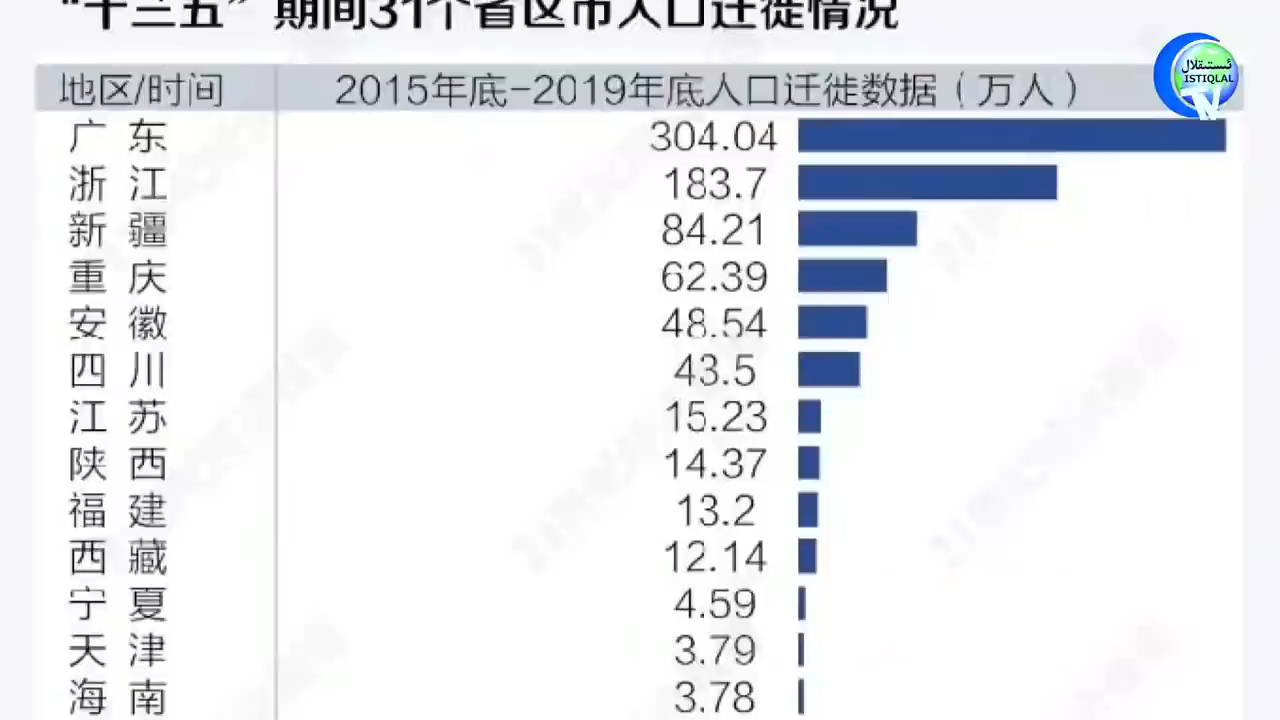 “十三五”期间31个省区市人口迁徙情况
ئىستىقلال
ISTIQLAL
TV
地区/时间 2015年底-2019年底人口迁徙数据（万人）
广东 304.04
浙江 183.7
新疆 84.21
重庆 62.39
安徽 48.54
四川 43.5
江苏 15.23
陕西 14.37
福建 13.2
西藏 12.14
宁夏 4.59
天津 3.79
海南 3.78